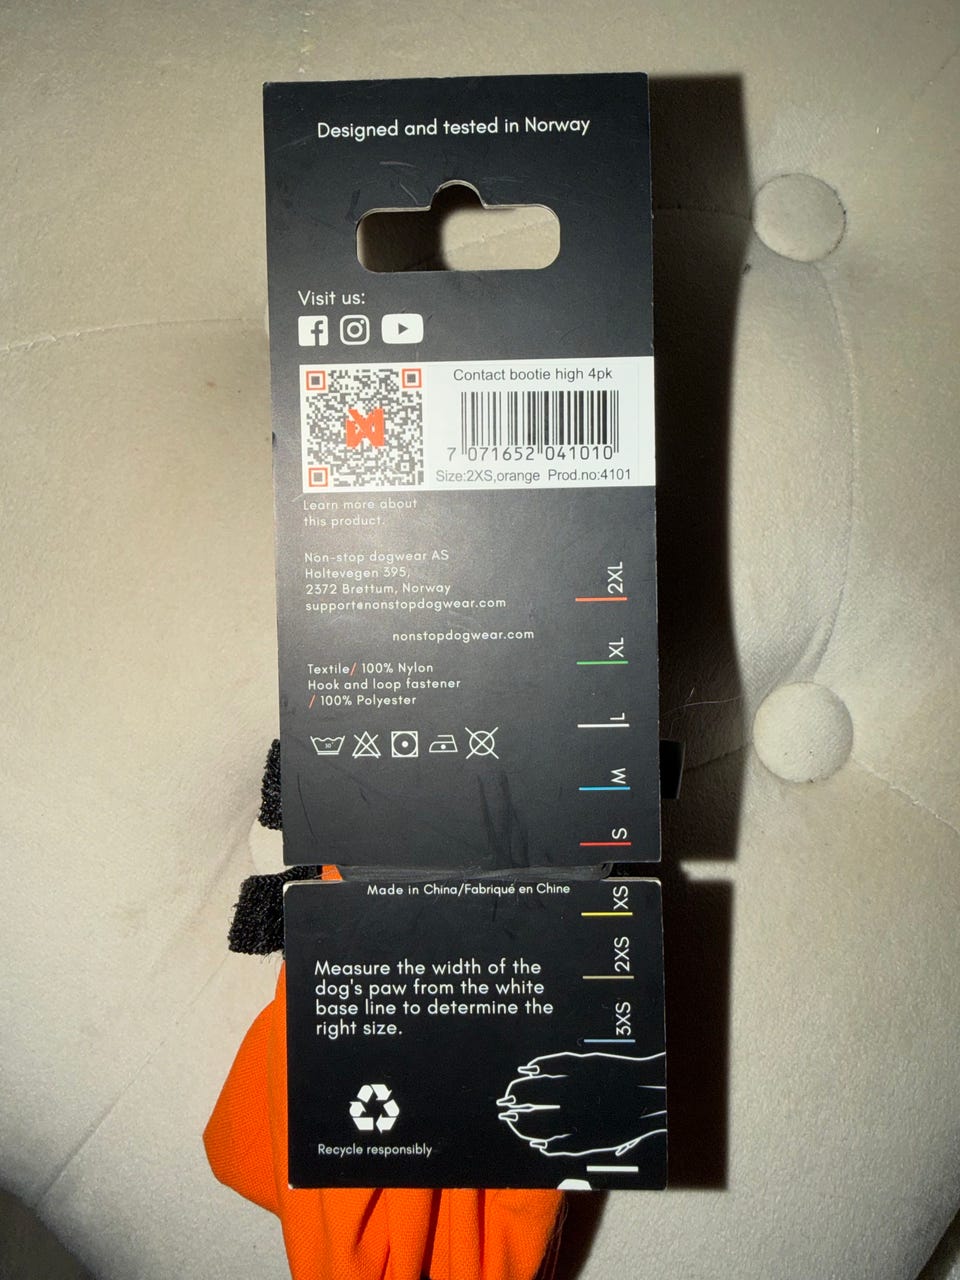 Designed and tested in Norway
Visit us:
Contact bootie high 4pk
7 071652 041010
Size:2XS,orange Prod.no:4101
Learn more about
this product.
Non-stop dogwear AS
Holtevegen 395,
2372 Brøttum, Norway
support@nonstopdogwear.com
nonstopdogwear.com
Textile/ 100% Nylon
Hook and loop fastener
/ 100% Polyester
30°
2XL
XL
L
M
S
Made in China/Fabriqué en Chine
XS
2XS
3XS
Measure the width of the
dog's paw from the white
base line to determine the
right size.
Recycle responsibly